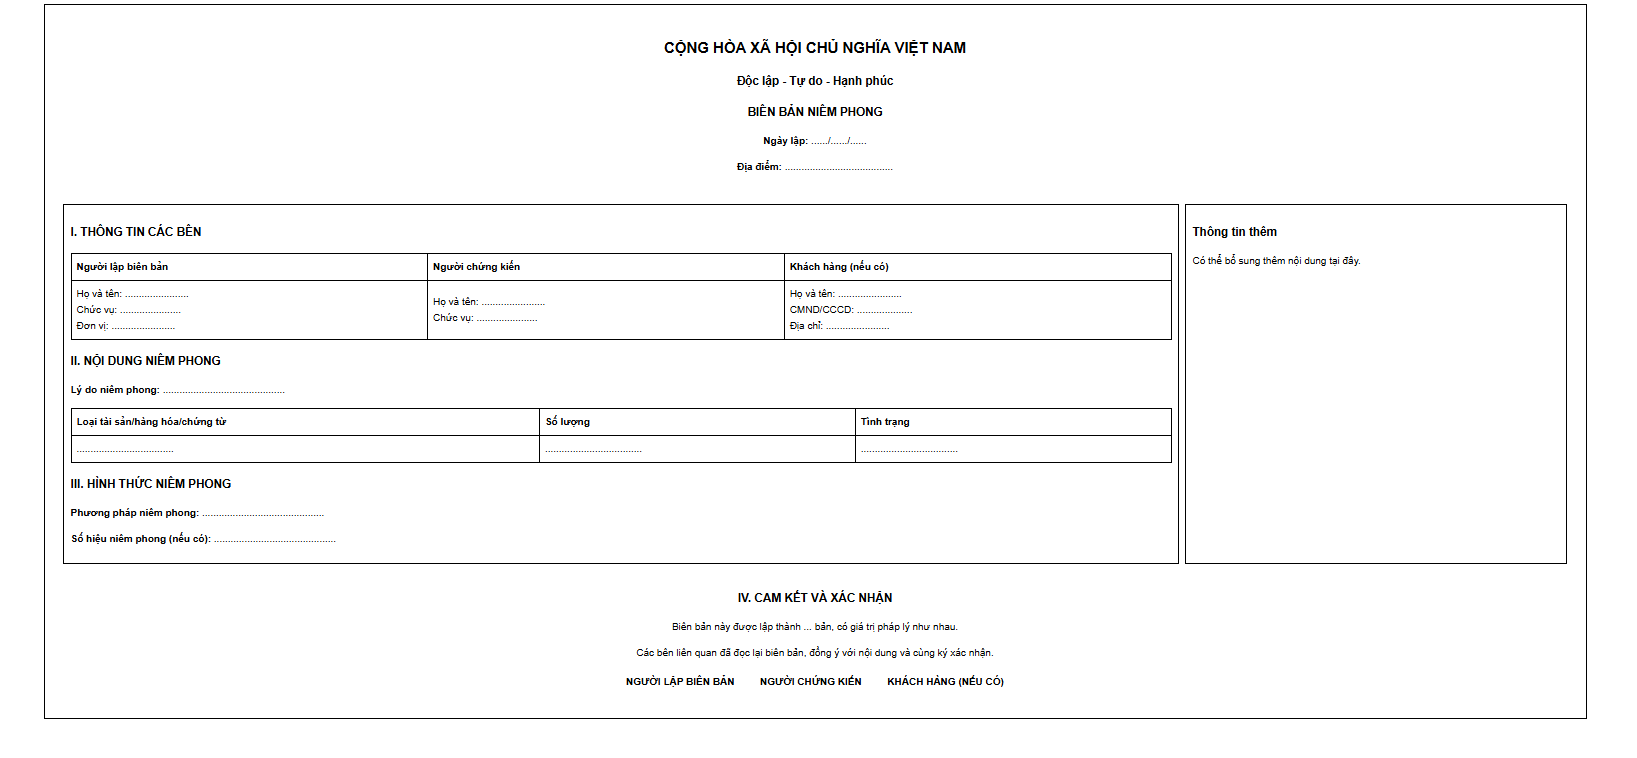 CỘNG HÒA XÃ HỘI CHỦ NGHĨA VIỆT NAM
Độc lập - Tự do - Hạnh phúc
BIÊN BẢN NIÊM PHONG
Ngày lập: ....../....../......
Địa điểm: .......................................
I. THÔNG TIN CÁC BÊN
Người lập biên bản
Người chứng kiến
Khách hàng (nếu có)
Họ và tên: .......................
Chức vụ: ......................
Đơn vị: .......................
Họ và tên: .......................
Chức vụ: ......................
Họ và tên: .......................
CMND/CCCD: ....................
Địa chỉ: .......................
II. NỘI DUNG NIÊM PHONG
Lý do niêm phong: ............................................
Loại tài sản/hàng hóa/chứng từ
Số lượng
Tình trạng
...................................
...................................
...................................
III. HÌNH THỨC NIÊM PHONG
Phương pháp niêm phong: ............................................
Số hiệu niêm phong (nếu có): ............................................
Thông tin thêm
Có thể bổ sung thêm nội dung tại đây.
IV. CAM KẾT VÀ XÁC NHẬN
Biên bản này được lập thành ... bản, có giá trị pháp lý như nhau.
Các bên liên quan đã đọc lại biên bản, đồng ý với nội dung và cùng ký xác nhận.
NGƯỜI LẬP BIÊN BẢN NGƯỜI CHỨNG KIẾN KHÁCH HÀNG (NẾU CÓ)